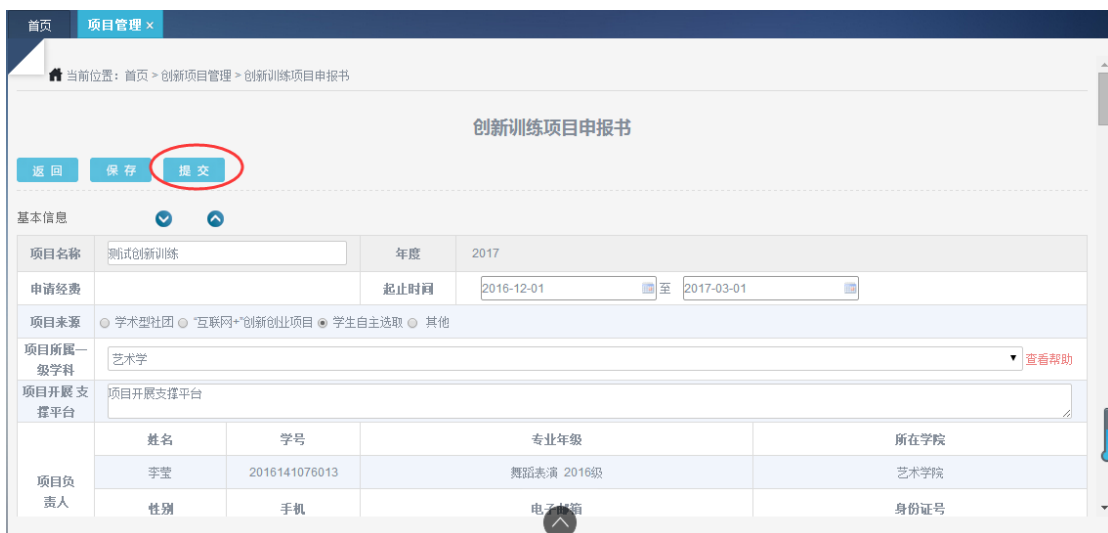 首页 项目管理 ×
当前位置：首页 > 创新项目管理 > 创新训练项目申报书
创新训练项目申报书
返 回 保 存 提 交
基本信息
项目名称 测试创新训练 年度 2017
申请经费 起止时间 2016-12-01 至 2017-03-01
项目来源 学术型社团 "互联网+"创新创业项目 学生自主选取 其他
项目所属一
级学科 艺术学 查看帮助
项目开展 支
撑平台 项目开展支撑平台
姓名 学号 专业年级 所在学院
项目负
责人 李莹 2016141076013 舞蹈表演 2016级 艺术学院
性别 手机 电子邮箱 身份证号